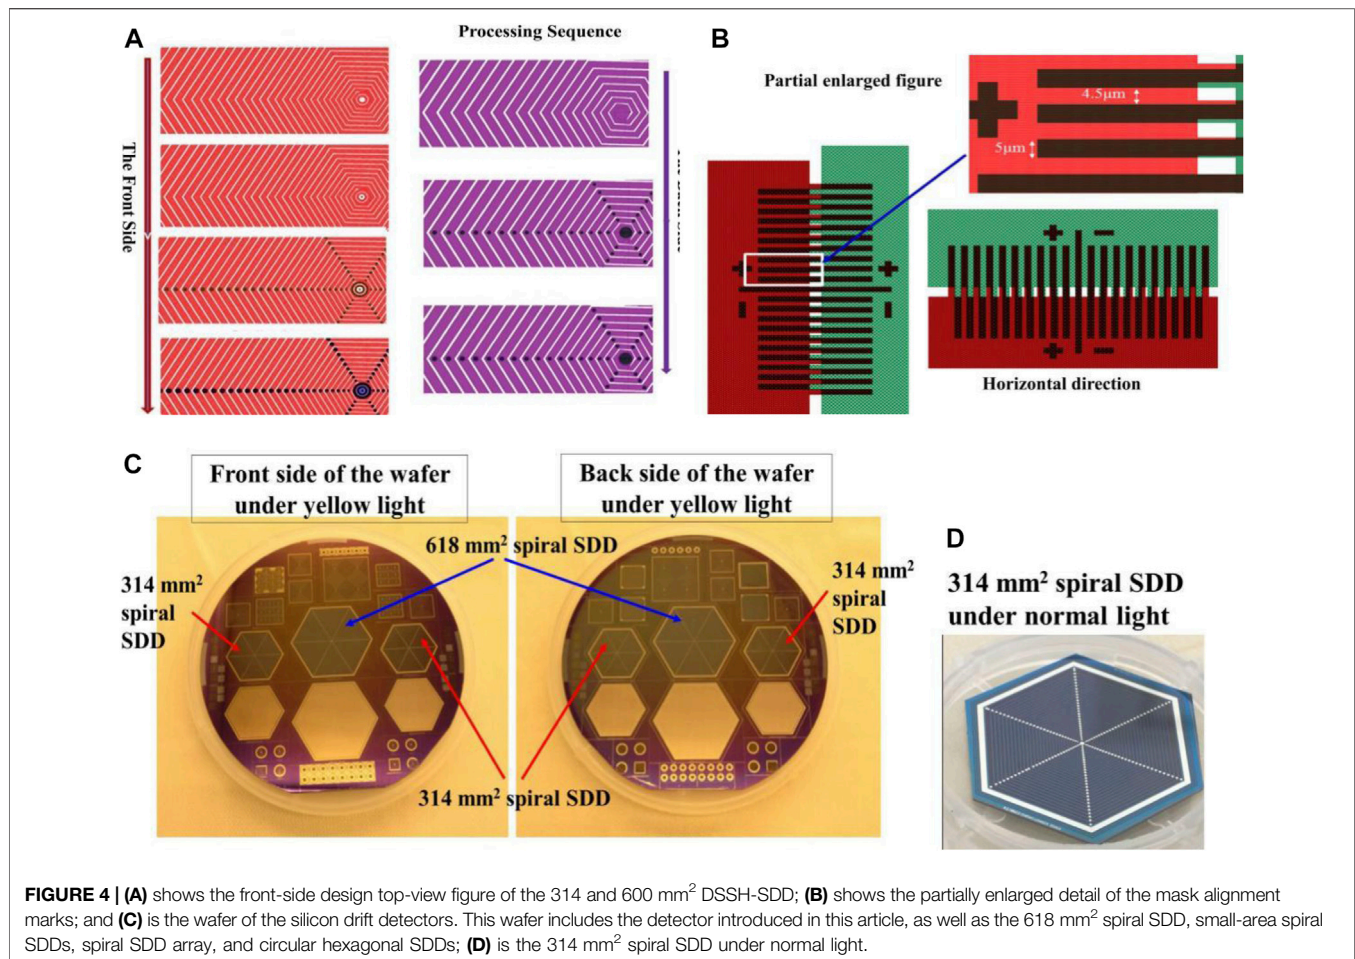 A
Processing Sequence
The Front Side
B
Partial enlarged figure
4.5μm
5μm
Horizontal direction
C
Front side of the wafer
under yellow light
Back side of the wafer
under yellow light
618 mm² spiral SDD
314 mm²
spiral
SDD
314 mm²
spiral
SDD
314 mm² spiral SDD
D
314 mm² spiral SDD
under normal light
FIGURE 4 | (A) shows the front-side design top-view figure of the 314 and 600 mm² DSSH-SDD; (B) shows the partially enlarged detail of the mask alignment
marks; and (C) is the wafer of the silicon drift detectors. This wafer includes the detector introduced in this article, as well as the 618 mm² spiral SDD, small-area spiral
SDDs, spiral SDD array, and circular hexagonal SDDs; (D) is the 314 mm² spiral SDD under normal light.